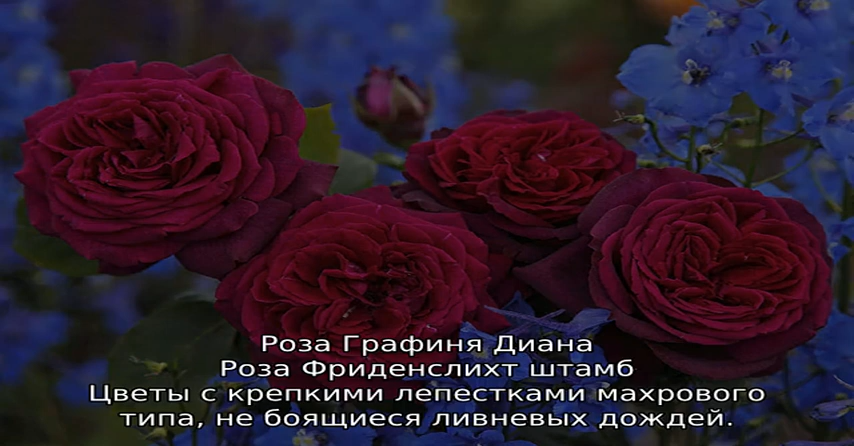 Роза Графиня Диана
Роза Фриденслихт штамб
Цветы с крепкими лепестками махрового
типа, не боящиеся ливневых дождей.